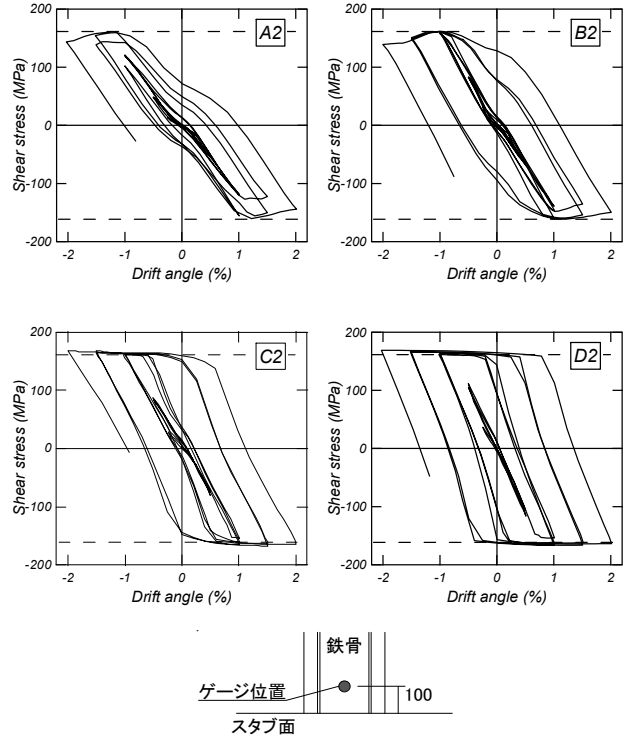 200
100
0
-100
-200
Shear stress (MPa)
A2
-2 -1 0 1 2
Drift angle (%)
200
100
0
-100
-200
Shear stress (MPa)
B2
-2 -1 0 1 2
Drift angle (%)
200
100
0
-100
-200
Shear stress (MPa)
C2
-2 -1 0 1 2
Drift angle (%)
200
100
0
-100
-200
Shear stress (MPa)
D2
-2 -1 0 1 2
Drift angle (%)
鉄骨
ゲージ位置
100
スタブ面